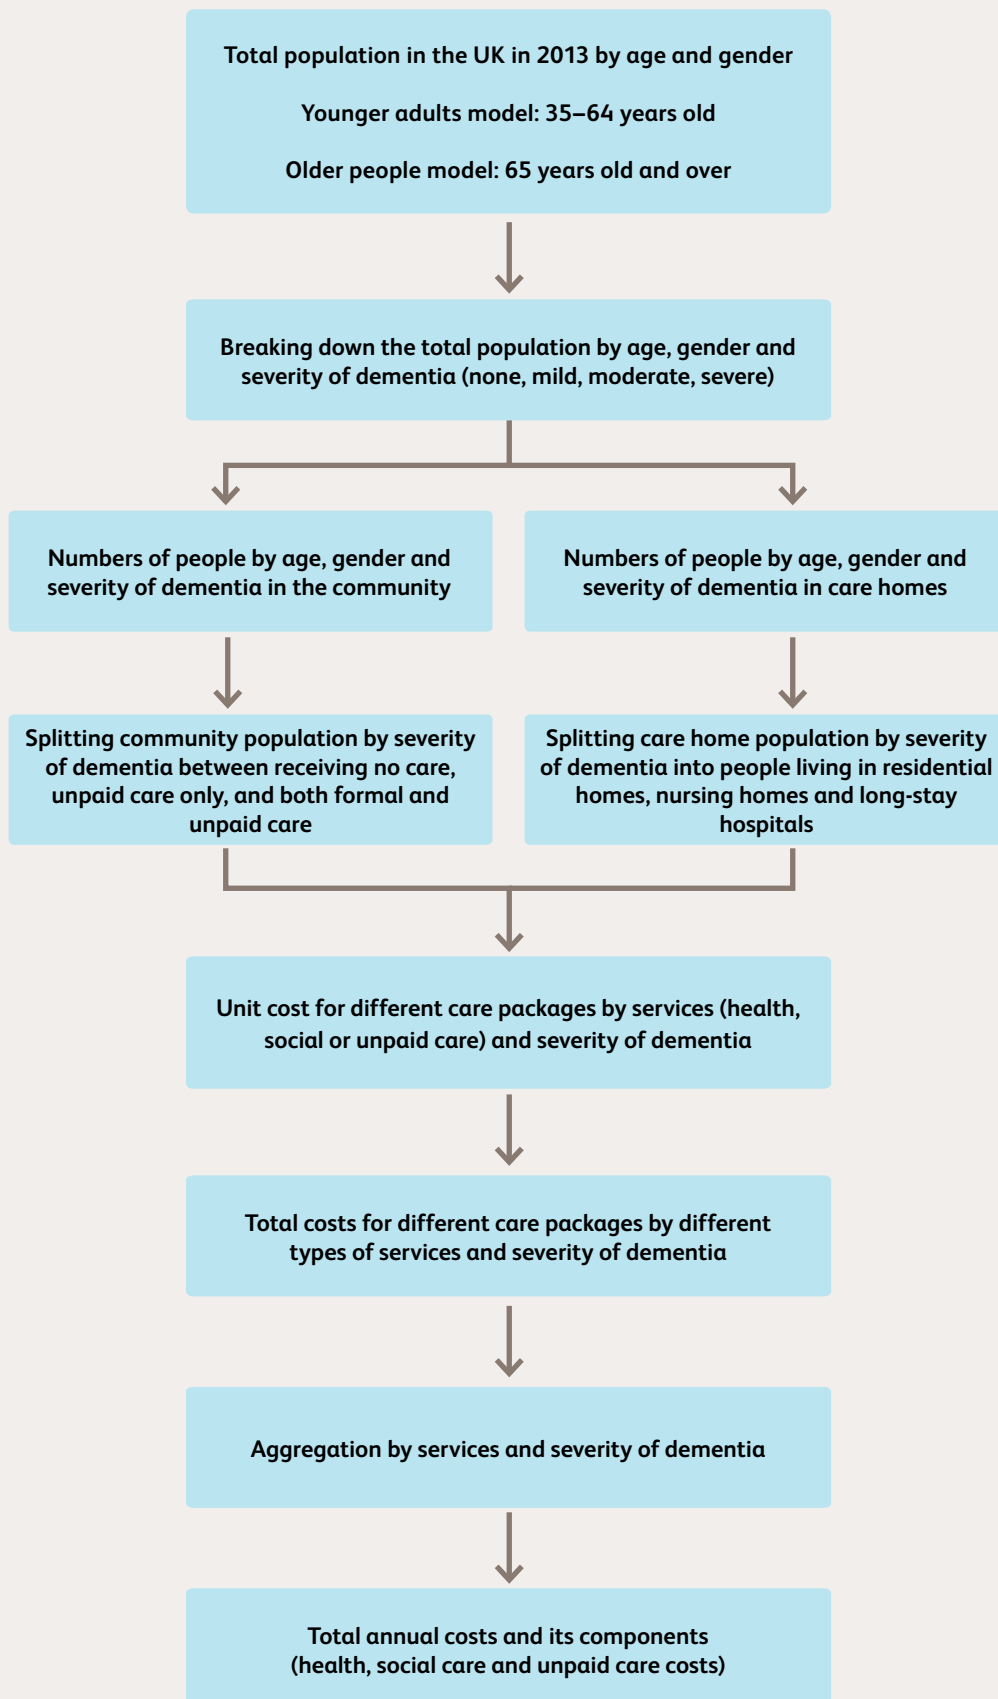 Total population in the UK in 2013 by age and gender
Younger adults model: 35–64 years old
Older people model: 65 years old and over
Breaking down the total population by age, gender and
severity of dementia (none, mild, moderate, severe)
Numbers of people by age, gender and
severity of dementia in the community
Numbers of people by age, gender and
severity of dementia in care homes
Splitting community population by severity
of dementia between receiving no care,
unpaid care only, and both formal and
unpaid care
Splitting care home population by severity
of dementia into people living in residential
homes, nursing homes and long-stay
hospitals
Unit cost for different care packages by services (health,
social or unpaid care) and severity of dementia
Total costs for different care packages by different
types of services and severity of dementia
Aggregation by services and severity of dementia
Total annual costs and its components
(health, social care and unpaid care costs)